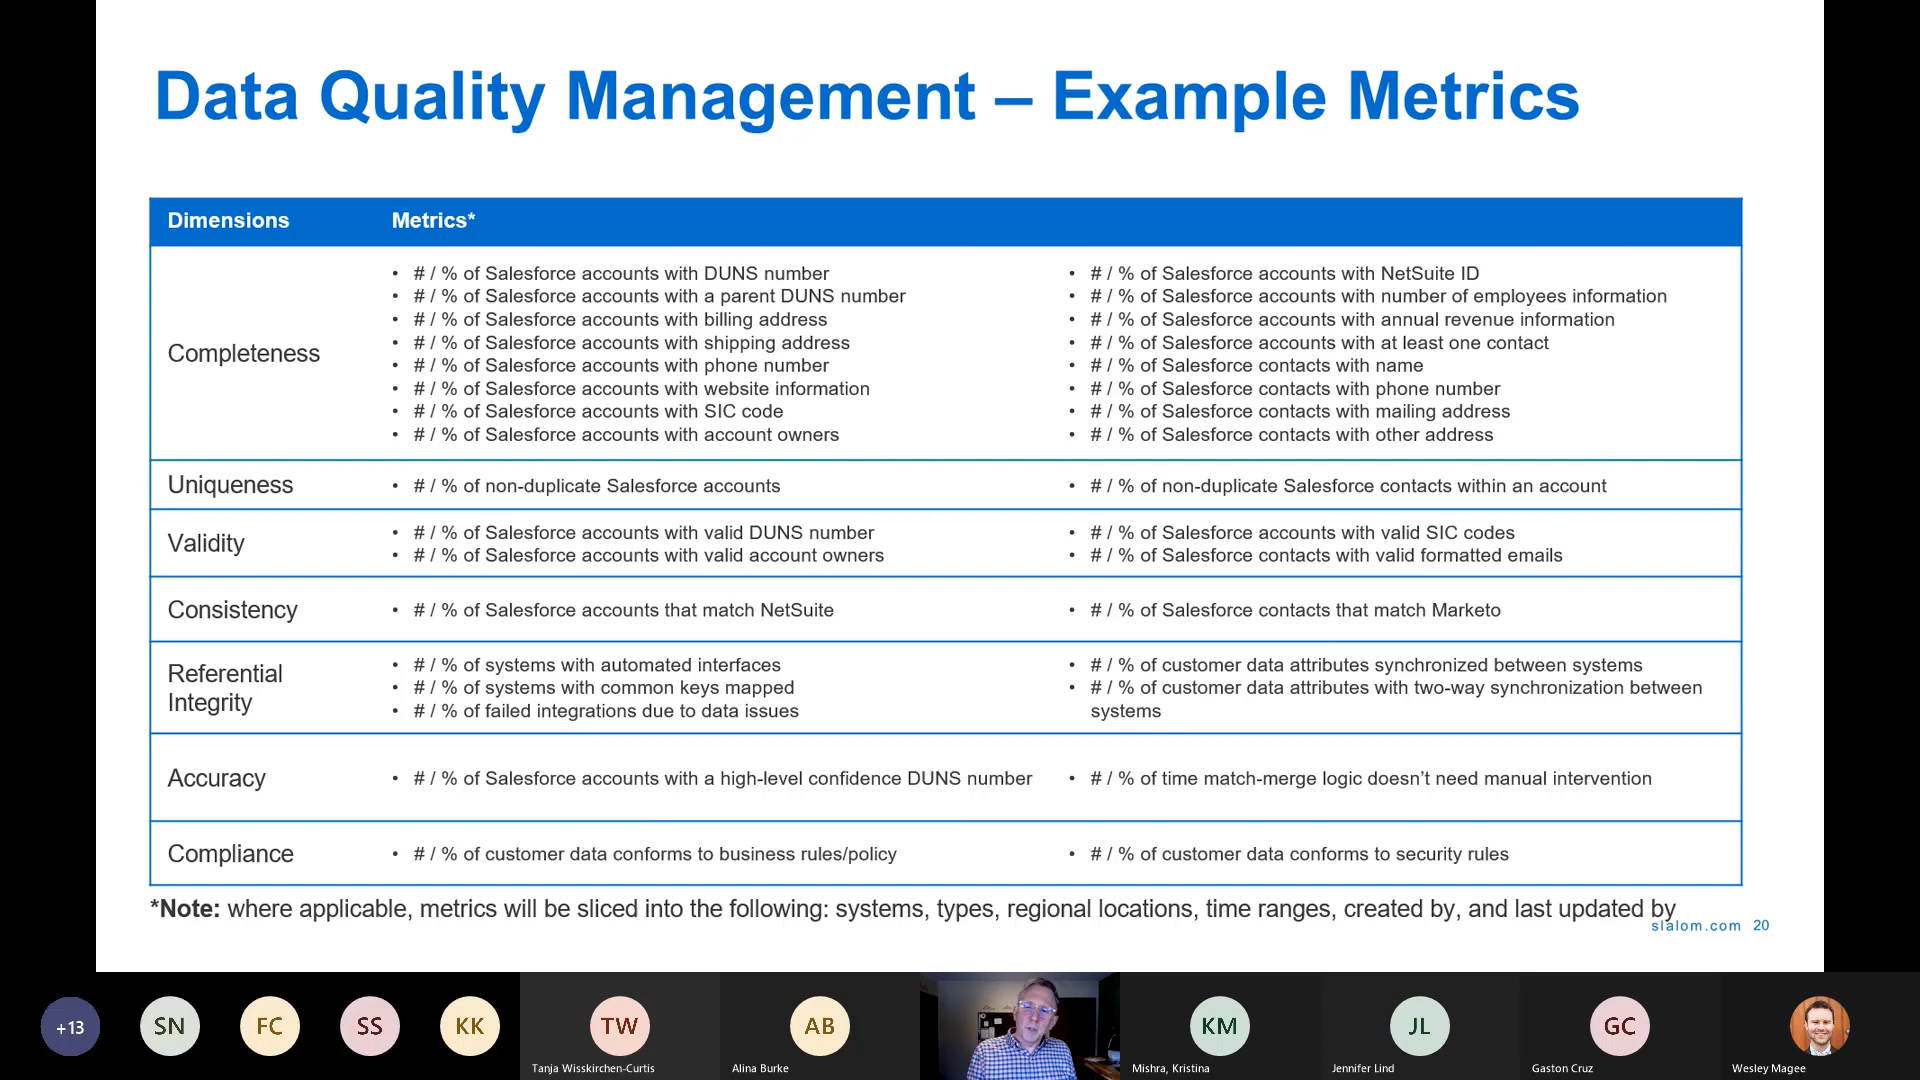 Data Quality Management – Example Metrics
Dimensions
Metrics*
Completeness
• # / % of Salesforce accounts with DUNS number
• # / % of Salesforce accounts with a parent DUNS number
• # / % of Salesforce accounts with billing address
• # / % of Salesforce accounts with shipping address
• # / % of Salesforce accounts with phone number
• # / % of Salesforce accounts with website information
• # / % of Salesforce accounts with SIC code
• # / % of Salesforce accounts with account owners
• # / % of Salesforce accounts with NetSuite ID
• # / % of Salesforce accounts with number of employees information
• # / % of Salesforce accounts with annual revenue information
• # / % of Salesforce accounts with at least one contact
• # / % of Salesforce contacts with name
• # / % of Salesforce contacts with phone number
• # / % of Salesforce contacts with mailing address
• # / % of Salesforce contacts with other address
Uniqueness
• # / % of non-duplicate Salesforce accounts
• # / % of non-duplicate Salesforce contacts within an account
Validity
• # / % of Salesforce accounts with valid DUNS number
• # / % of Salesforce accounts with valid account owners
• # / % of Salesforce accounts with valid SIC codes
• # / % of Salesforce contacts with valid formatted emails
Consistency
• # / % of Salesforce accounts that match NetSuite
• # / % of Salesforce contacts that match Marketo
Referential
Integrity
• # / % of systems with automated interfaces
• # / % of systems with common keys mapped
• # / % of failed integrations due to data issues
• # / % of customer data attributes synchronized between systems
• # / % of customer data attributes with two-way synchronization between
systems
Accuracy
• # / % of Salesforce accounts with a high-level confidence DUNS number
• # / % of time match-merge logic doesn’t need manual intervention
Compliance
• # / % of customer data conforms to business rules/policy
• # / % of customer data conforms to security rules
*Note: where applicable, metrics will be sliced into the following: systems, types, regional locations, time ranges, created by, and last updated by
slalom.com 20
+13
SN
FC
SS
KK
TW
Tanja Wisskirchen-Curtis
AB
Alina Burke
KM
Mishra, Kristina
JL
Jennifer Lind
GC
Gaston Cruz
Wesley Magee